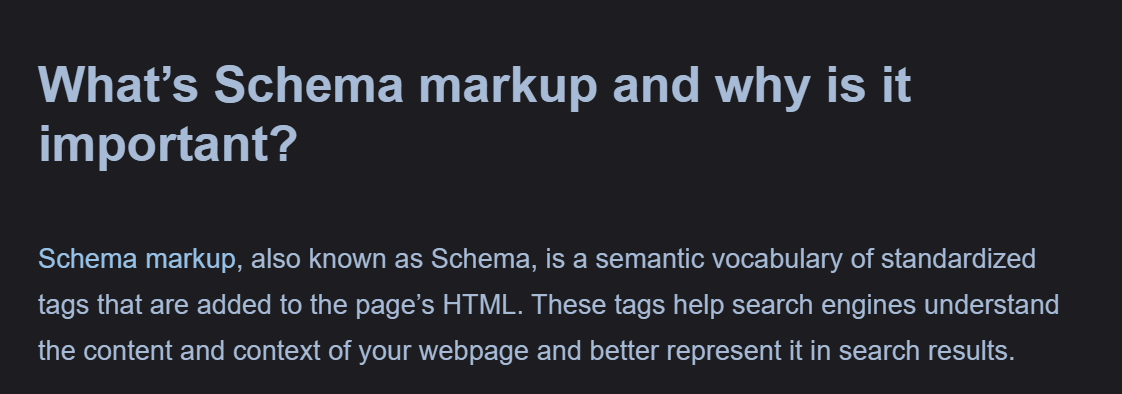 What’s Schema markup and why is it
important?
Schema markup, also known as Schema, is a semantic vocabulary of standardized
tags that are added to the page’s HTML. These tags help search engines understand
the content and context of your webpage and better represent it in search results.